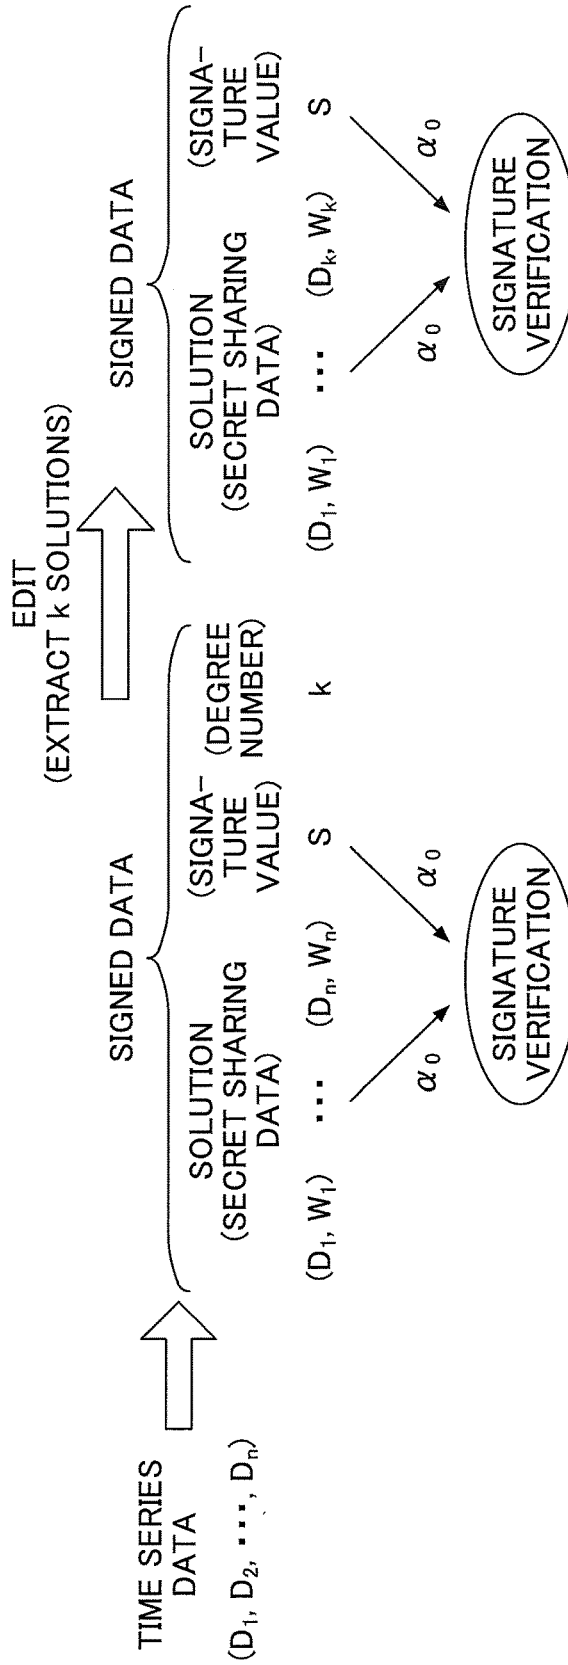 TIME SERIES
DATA
(D₁, D₂, ･･･, Dₙ)
SIGNED DATA
SOLUTION
(SECRET SHARING
DATA)
(SIGNA-
TURE
VALUE)
(DEGREE
NUMBER)
(D₁, W₁) ･･･ (Dₙ, Wₙ) S k
α₀ α₀
SIGNATURE
VERIFICATION
EDIT
(EXTRACT k SOLUTIONS)
SIGNED DATA
SOLUTION
(SECRET SHARING
DATA)
(SIGNA-
TURE
VALUE)
(D₁, W₁) ･･･ (Dₖ, Wₖ) S
α₀ α₀
SIGNATURE
VERIFICATION